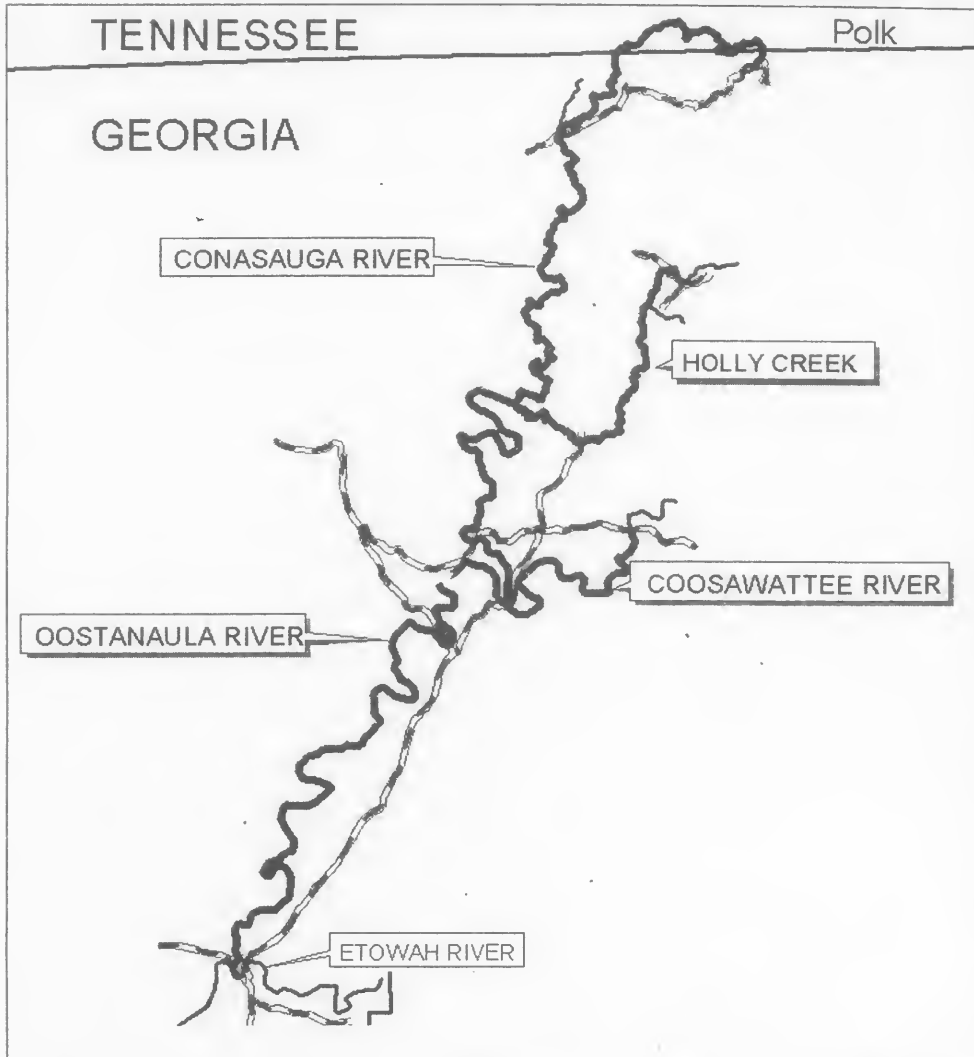 TENNESSEE
Polk
GEORGIA
CONASAUGA RIVER
HOLLY CREEK
COOSAWATTEE RIVER
OOSTANAULA RIVER
ETOWAH RIVER